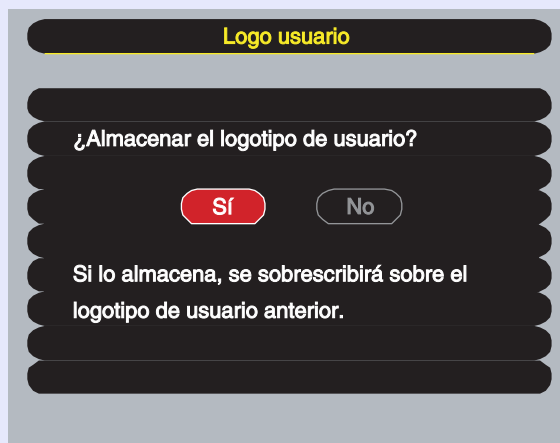 Logo usuario
¿Almacenar el logotipo de usuario?
Sí No
Si lo almacena, se sobrescribirá sobre el
logotipo de usuario anterior.